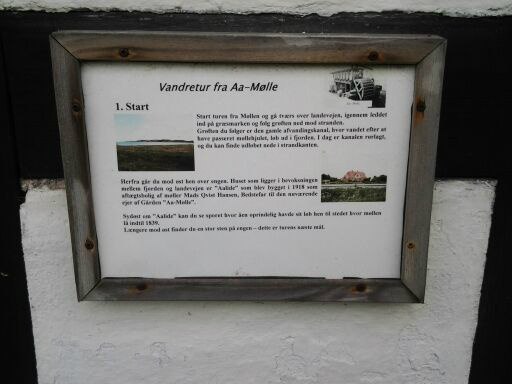 Vandretur fra Aa-Mølle
1. Start
Start turen fra Møllen og gå tværs over landevejen, igennem leddet
ind på græsmarken og følg grøften ned mod stranden.
Grøften du følger er den gamle afvandingskanal, hvor vandet efter at
have passeret møllehjulet, løb ud i fjorden. I dag er kanalen rørlagt,
og du kan finde udløbet nede i strandkanten.
Herfra går du mod øst hen over engen. Huset som ligger i bevoksningen
mellem fjorden og landevejen er "Aalide" som blev bygget i 1918 som
aftægtsbolig af møller Mads Qvist Hansen, Bedstefar til den nuværende
ejer af Gården "Aa-Mølle".
Sydøst om "Aalide" kan du se sporet hvor åen oprindelig havde sit løb hen til stedet hvor møllen
lå indtil 1839.
Længere mod øst finder du en stor sten på engen – dette er turens næste mål.